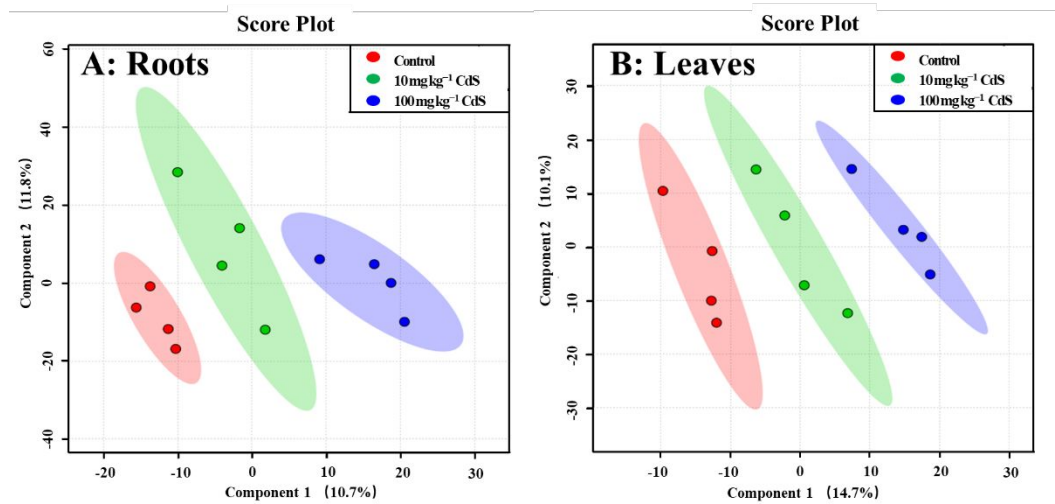 Score Plot
A: Roots
Control
10 mg kg⁻¹ CdS
100 mg kg⁻¹ CdS
60
40
20
0
-20
-40
Component 2 (11.8%)
-20
-10
0
10
20
30
Component 1 (10.7%)
Score Plot
B: Leaves
Control
10 mg kg⁻¹ CdS
100 mg kg⁻¹ CdS
30
20
10
0
-10
-30
Component 2 (10.1%)
-10
-10
0
10
20
30
Component 1 (14.7%)